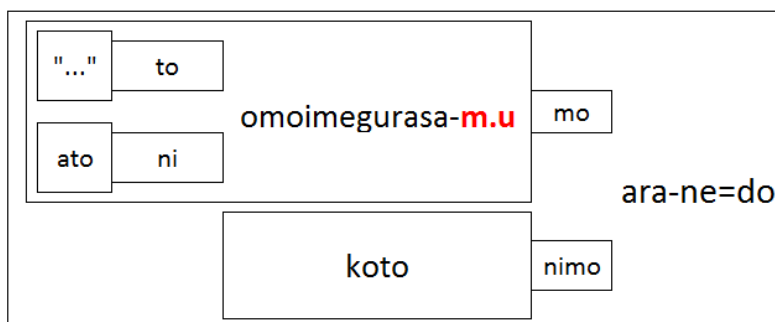 "..." to
omoimegurasa-m.u mo
ato ni
ara-ne=do
koto nimo